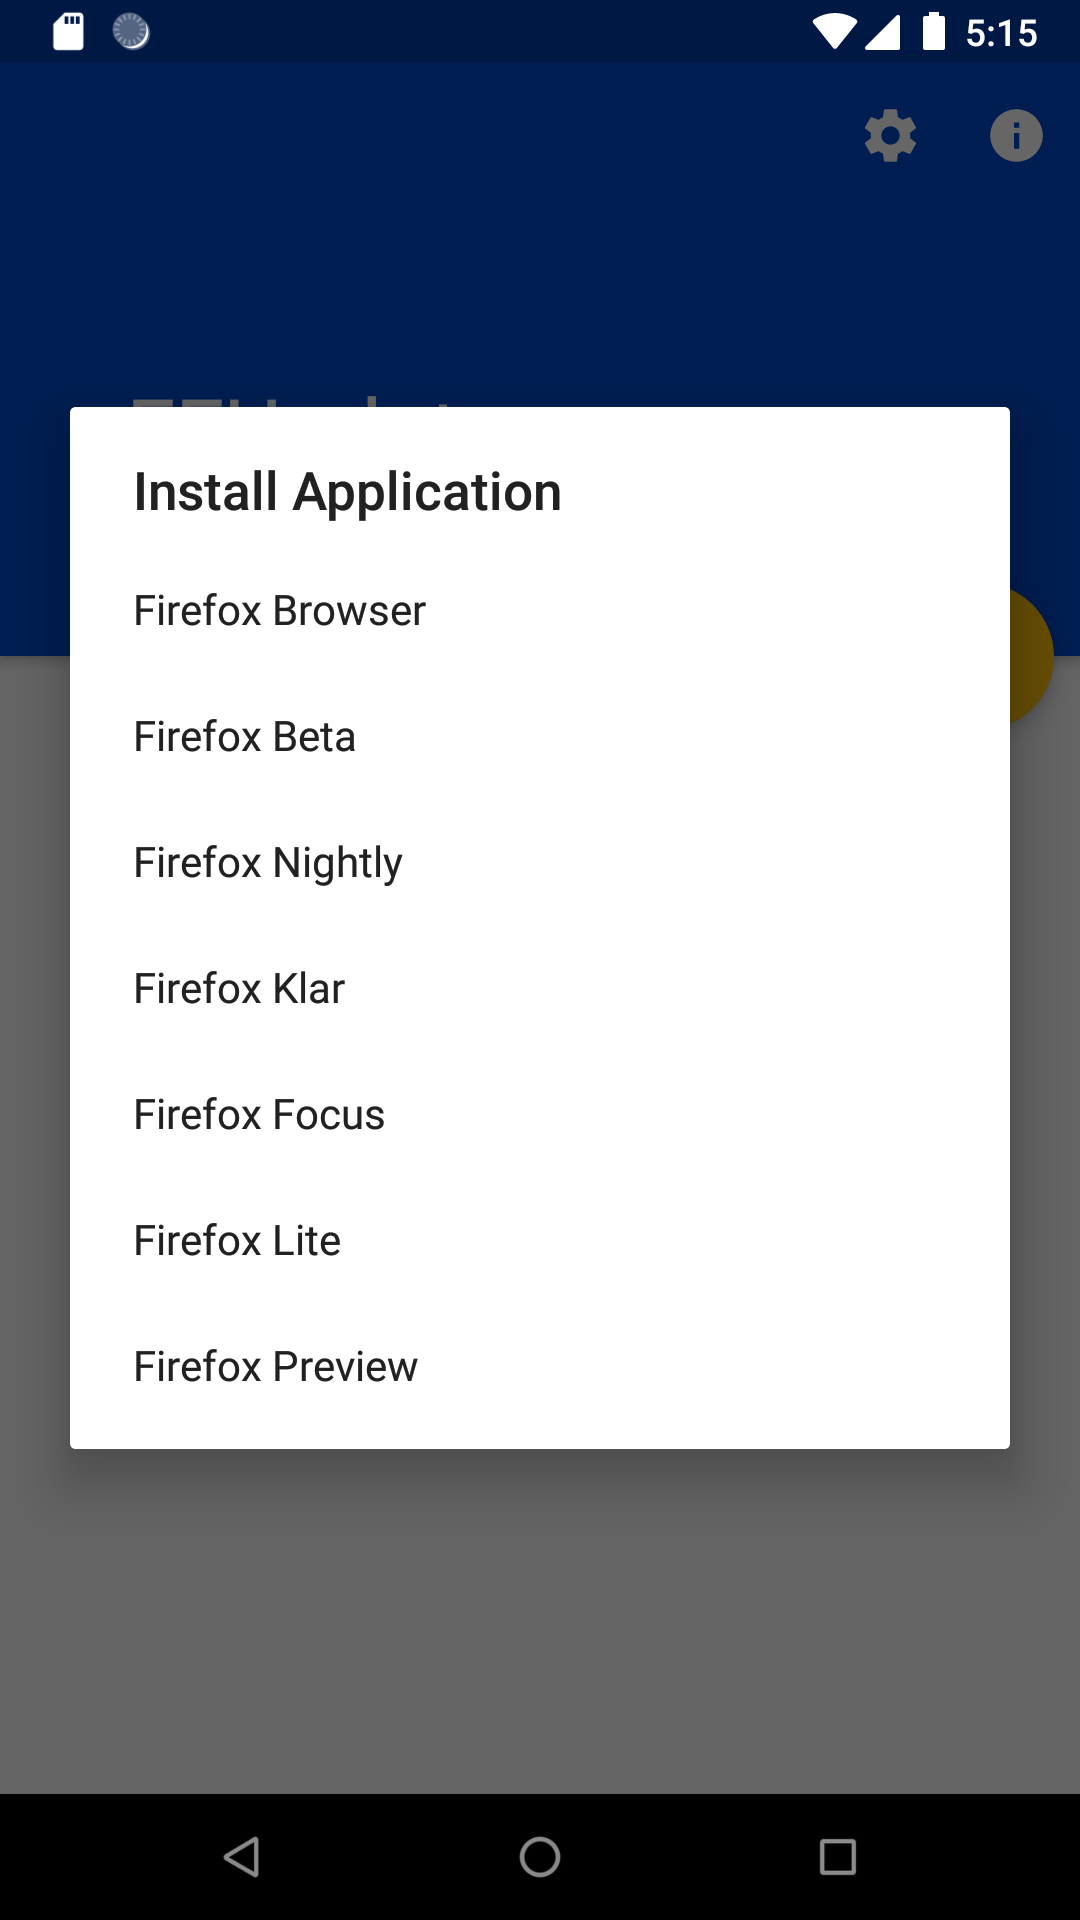 5:15
Install Application
Firefox Browser
Firefox Beta
Firefox Nightly
Firefox Klar
Firefox Focus
Firefox Lite
Firefox Preview